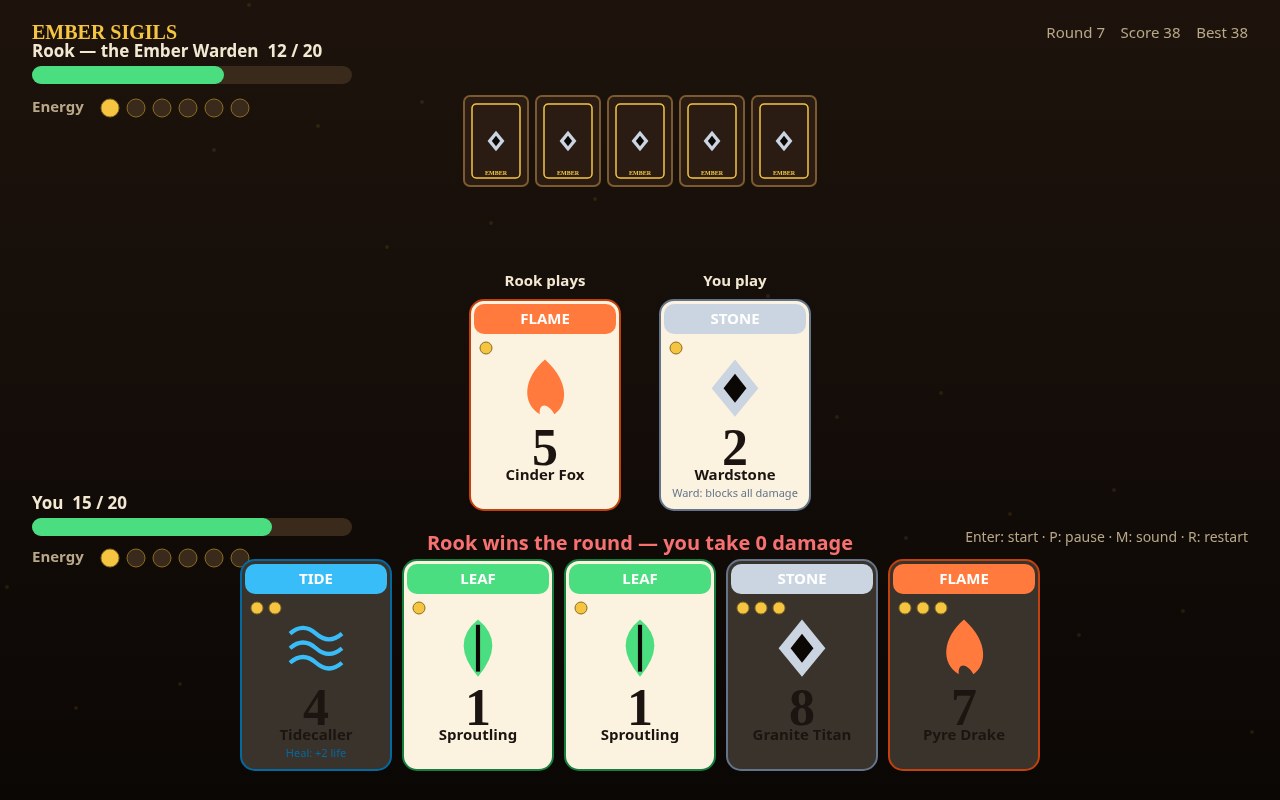 EMBER SIGILS
Rook — the Ember Warden 12 / 20
Round 7 Score 38 Best 38
Energy
EMBER
EMBER
EMBER
EMBER
EMBER
Rook plays
You play
FLAME
5
Cinder Fox
STONE
2
Wardstone
Ward: blocks all damage
You 15 / 20
Energy
Rook wins the round — you take 0 damage
Enter: start · P: pause · M: sound · R: restart
TIDE
4
Tidecaller
Heal: +2 life
LEAF
1
Sproutling
LEAF
1
Sproutling
STONE
8
Granite Titan
FLAME
7
Pyre Drake